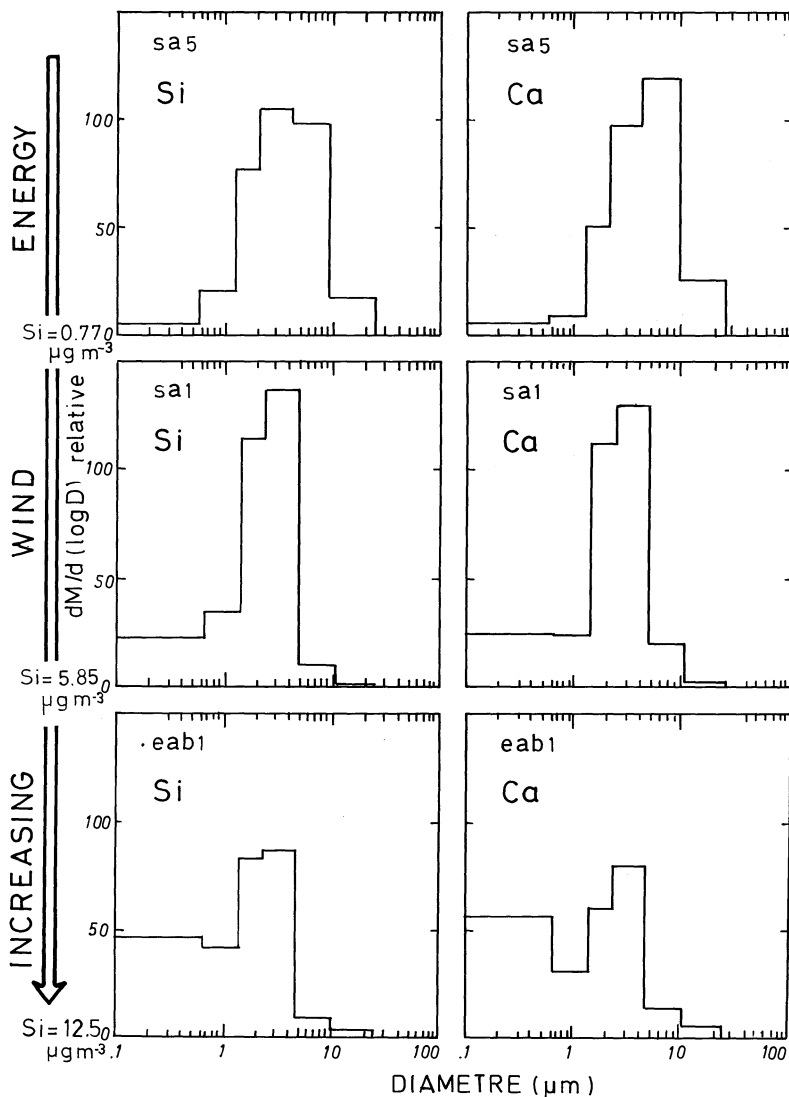 sa5
Si
sa5
Ca
100
50
0
Si=0.77
µg m-3
sa1
Si
sa1
Ca
100
50
0
Si=5.85
µg m-3
eab1
Si
eab1
Ca
100
50
0
Si=12.50
µg m-3
INCREASING WIND ENERGY
dM/d(logD) relative
.1 1 10 100
.1 1 10 100
DIAMETRE (µm)